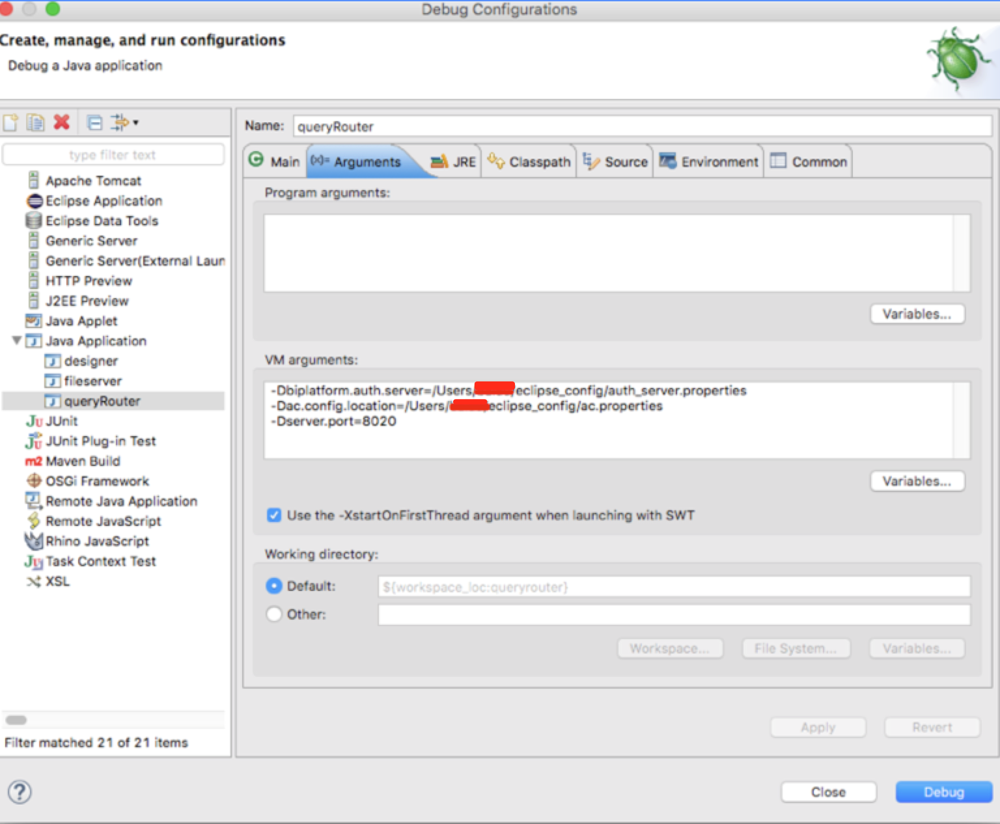 Debug Configurations
Create, manage, and run configurations
Debug a Java application
type filter text
Apache Tomcat
Eclipse Application
Eclipse Data Tools
Generic Server
Generic Server(External Laun
HTTP Preview
J2EE Preview
Java Applet
Java Application
designer
fileserver
queryRouter
JUnit
JUnit Plug-in Test
m2 Maven Build
OSGi Framework
Remote Java Application
Remote JavaScript
Rhino JavaScript
Task Context Test
XSL
Filter matched 21 of 21 items
Name: queryRouter
Main (x)= Arguments JRE Classpath Source Environment Common
Program arguments:
Variables...
VM arguments:
-Dbiplatform.auth.server=/Users/ eclipse_config/auth_server.properties
-Dac.config.location=/Users/ eclipse_config/ac.properties
-Dserver.port=8020
Variables...
Use the -XstartOnFirstThread argument when launching with SWT
Working directory:
Default: ${workspace_loc:queryrouter}
Other:
Workspace... File System... Variables...
Apply Revert
? Close Debug